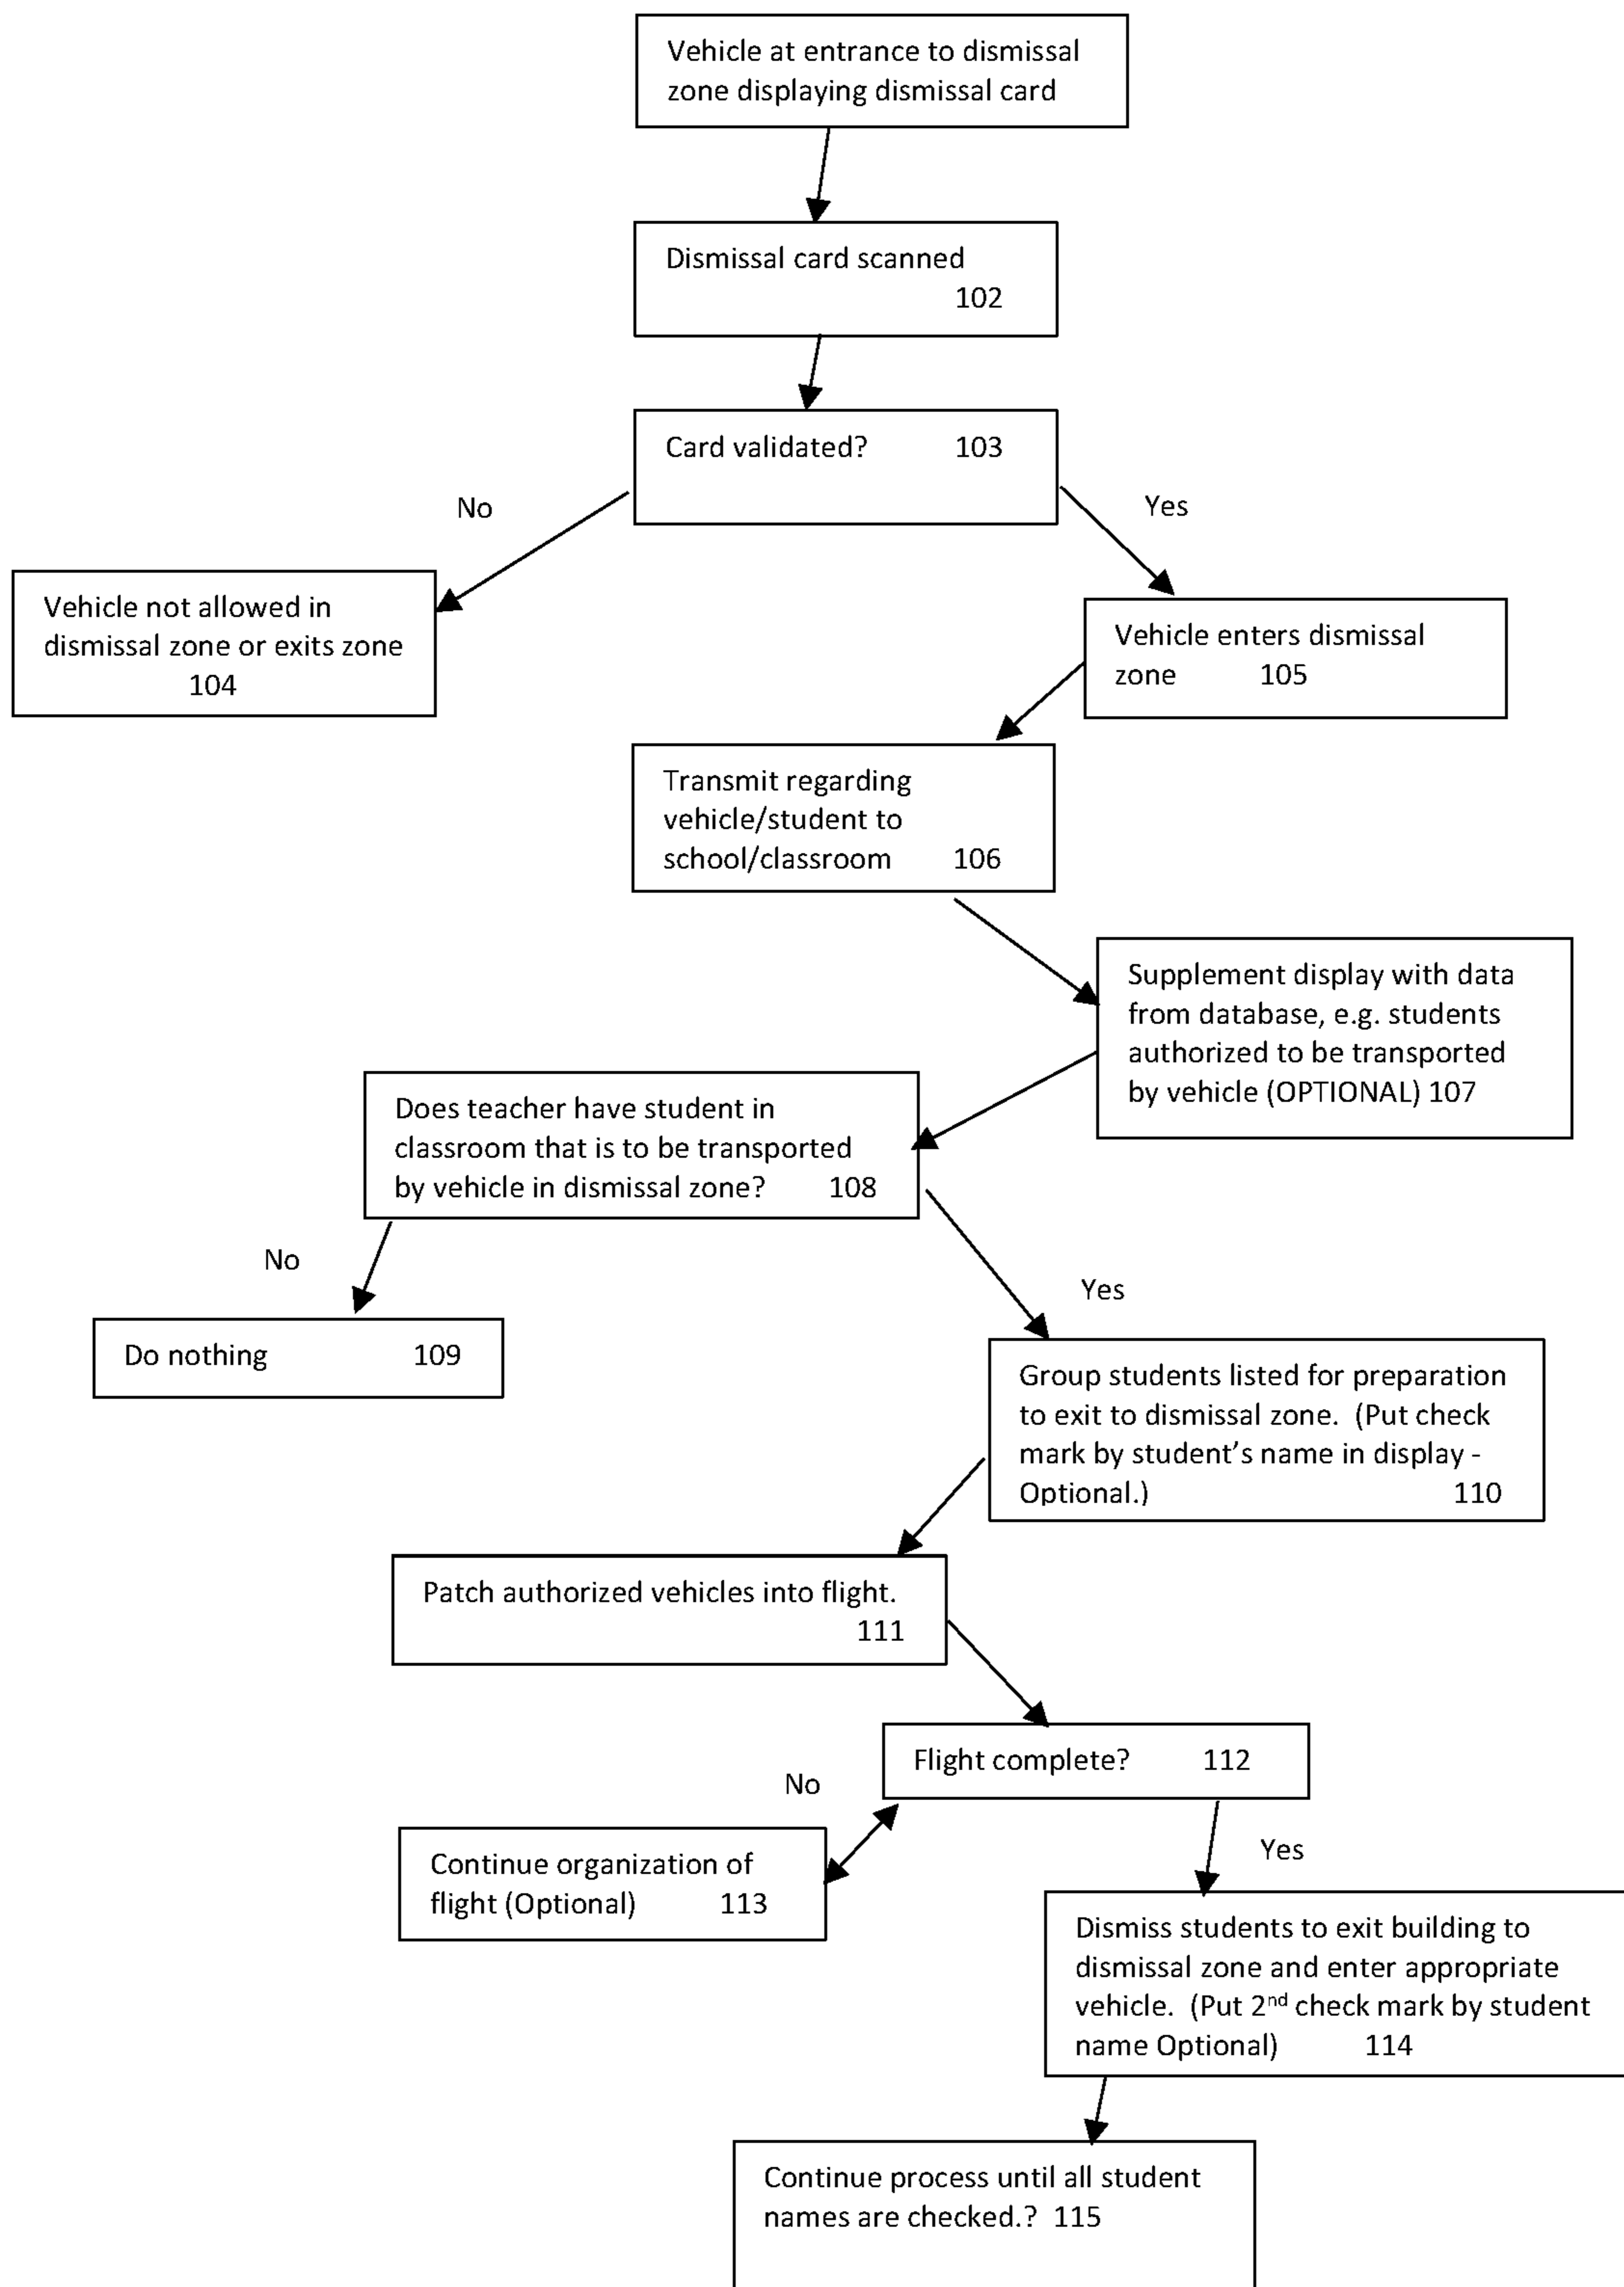 Vehicle at entrance to dismissal
zone displaying dismissal card
Dismissal card scanned
102
Card validated? 103
No
Yes
Vehicle not allowed in
dismissal zone or exits zone
104
Vehicle enters dismissal
zone 105
Transmit regarding
vehicle/student to
school/classroom 106
Supplement display with data
from database, e.g. students
authorized to be transported
by vehicle (OPTIONAL) 107
Does teacher have student in
classroom that is to be transported
by vehicle in dismissal zone? 108
No
Yes
Do nothing 109
Group students listed for preparation
to exit to dismissal zone. (Put check
mark by student’s name in display -
Optional.) 110
Patch authorized vehicles into flight.
111
Flight complete? 112
No
Yes
Continue organization of
flight (Optional) 113
Dismiss students to exit building to
dismissal zone and enter appropriate
vehicle. (Put 2nd check mark by student
name Optional) 114
Continue process until all student
names are checked.? 115